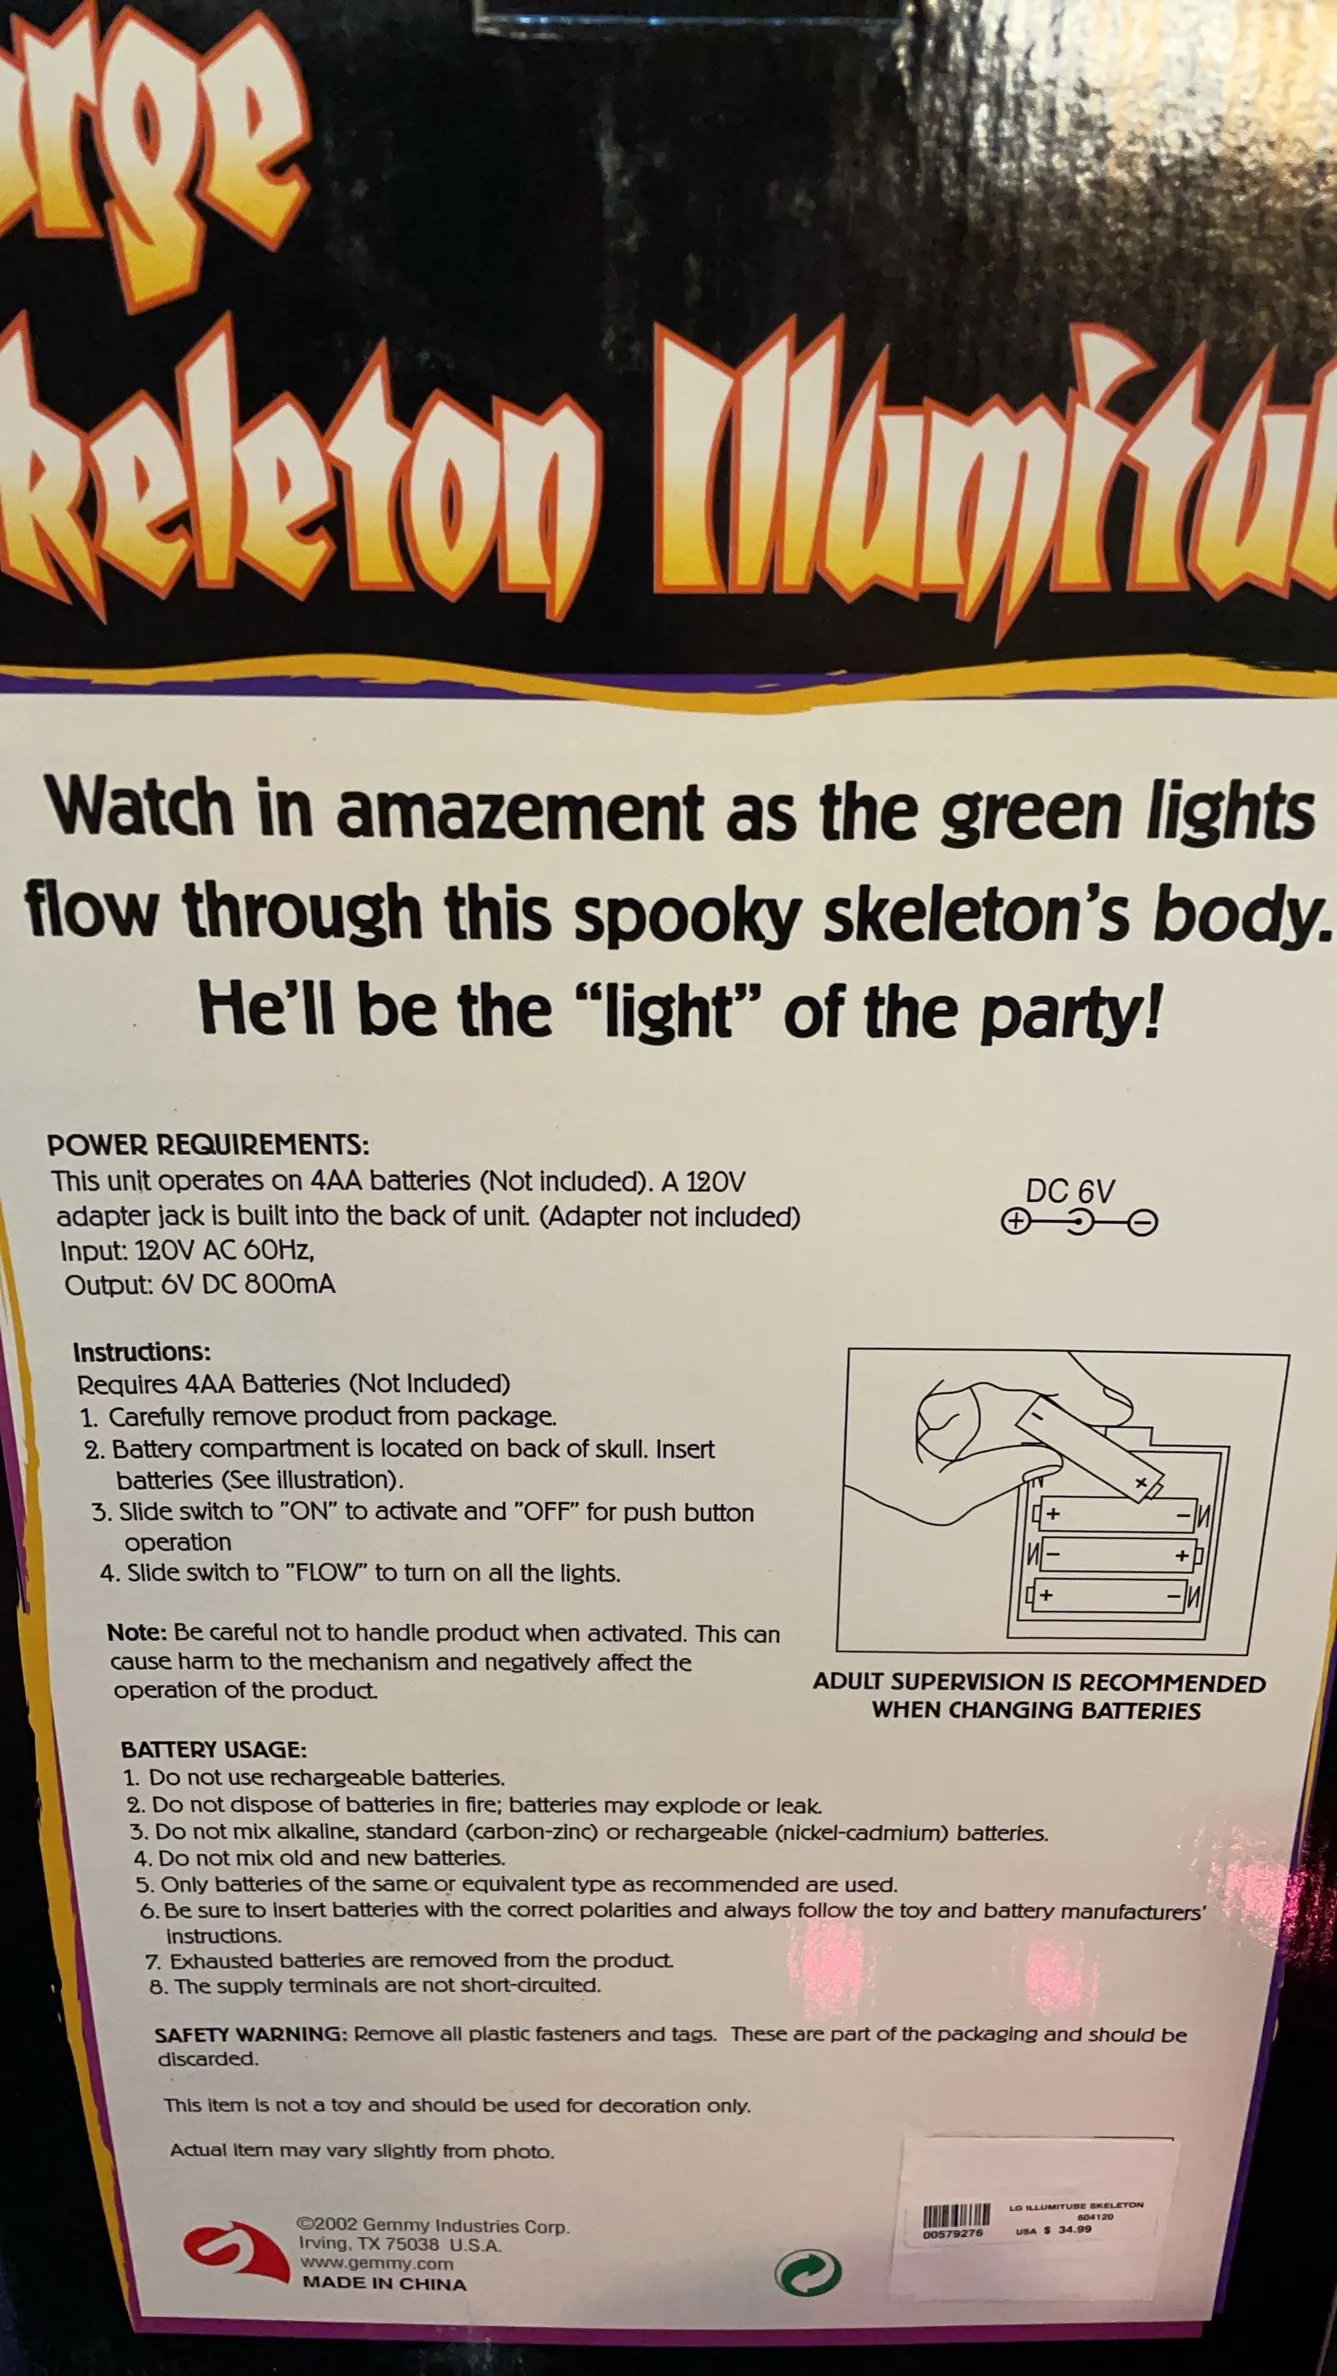 arge
keleton Illumitub
Watch in amazement as the green lights
flow through this spooky skeleton's body.
He'll be the “light” of the party!
POWER REQUIREMENTS:
This unit operates on 4AA batteries (Not included). A 120V
adapter jack is built into the back of unit. (Adapter not included)
Input: 120V AC 60Hz,
Output: 6V DC 800mA
DC 6V
+ −
Instructions:
Requires 4AA Batteries (Not Included)
1. Carefully remove product from package.
2. Battery compartment is located on back of skull. Insert
batteries (See illustration).
3. Slide switch to "ON" to activate and "OFF" for push button
operation
4. Slide switch to "FLOW" to turn on all the lights.
Note: Be careful not to handle product when activated. This can
cause harm to the mechanism and negatively affect the
operation of the product.
− +
+ −
− +
+ −
ADULT SUPERVISION IS RECOMMENDED
WHEN CHANGING BATTERIES
BATTERY USAGE:
1. Do not use rechargeable batteries.
2. Do not dispose of batteries in fire; batteries may explode or leak.
3. Do not mix alkaline, standard (carbon-zinc) or rechargeable (nickel-cadmium) batteries.
4. Do not mix old and new batteries.
5. Only batteries of the same or equivalent type as recommended are used.
6. Be sure to insert batteries with the correct polarities and always follow the toy and battery manufacturers'
instructions.
7. Exhausted batteries are removed from the product.
8. The supply terminals are not short-circuited.
SAFETY WARNING: Remove all plastic fasteners and tags. These are part of the packaging and should be
discarded.
This item is not a toy and should be used for decoration only.
Actual item may vary slightly from photo.
©2002 Gemmy Industries Corp.
Irving, TX 75038 U.S.A.
www.gemmy.com
MADE IN CHINA
LG ILLUMITUBE SKELETON
604120
00579276 USA $ 34.99